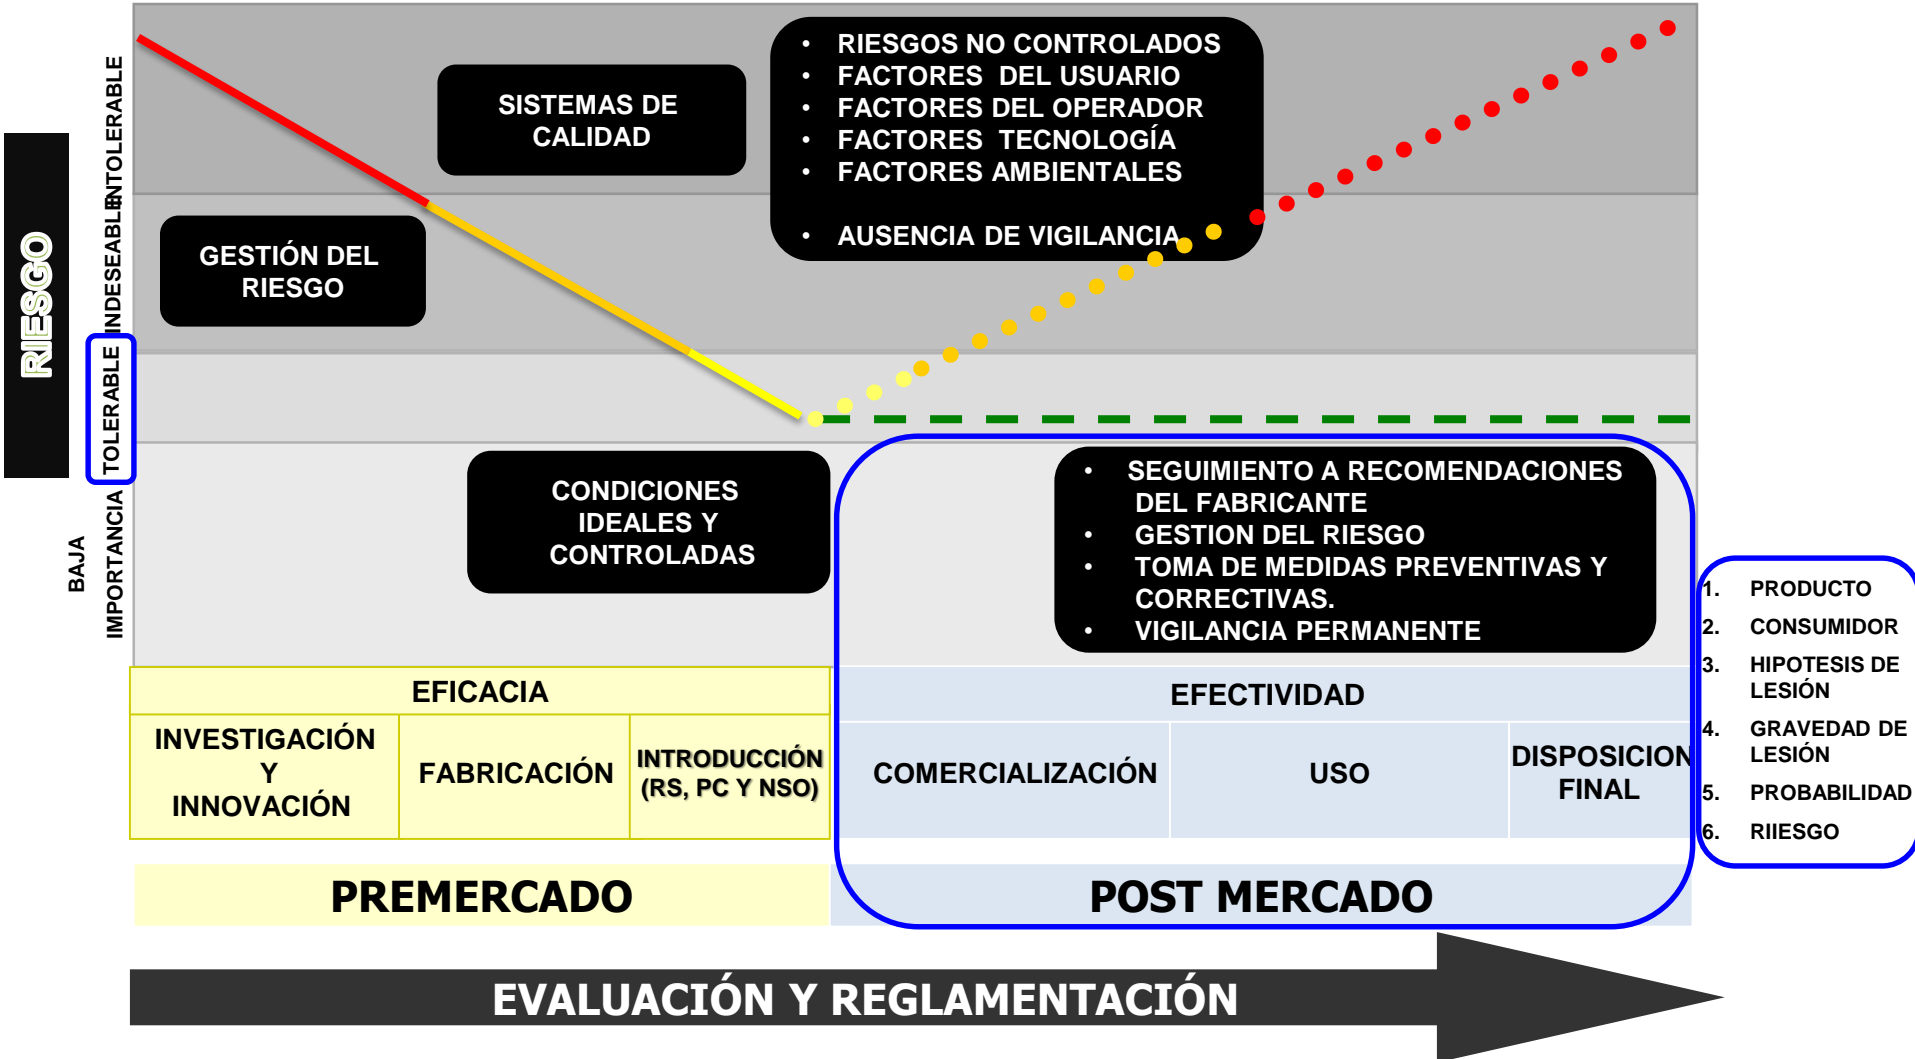 RIESGO
ENTOLERABLE
INDESEABLE
TOLERABLE
BAJA
IMPORTANCIA
SISTEMAS DE
CALIDAD
GESTIÓN DEL
RIESGO
• RIESGOS NO CONTROLADOS
• FACTORES DEL USUARIO
• FACTORES DEL OPERADOR
• FACTORES TECNOLOGÍA
• FACTORES AMBIENTALES
• AUSENCIA DE VIGILANCIA
CONDICIONES
IDEALES Y
CONTROLADAS
• SEGUIMIENTO A RECOMENDACIONES
DEL FABRICANTE
• GESTION DEL RIESGO
• TOMA DE MEDIDAS PREVENTIVAS Y
CORRECTIVAS.
• VIGILANCIA PERMANENTE
1. PRODUCTO
2. CONSUMIDOR
3. HIPOTESIS DE
LESIÓN
4. GRAVEDAD DE
LESIÓN
5. PROBABILIDAD
6. RIIESGO
EFICACIA
EFECTIVIDAD
INVESTIGACIÓN
Y
INNOVACIÓN
FABRICACIÓN
INTRODUCCIÓN
(RS, PC Y NSO)
COMERCIALIZACIÓN
USO
DISPOSICION
FINAL
PREMERCADO
POST MERCADO
EVALUACIÓN Y REGLAMENTACIÓN